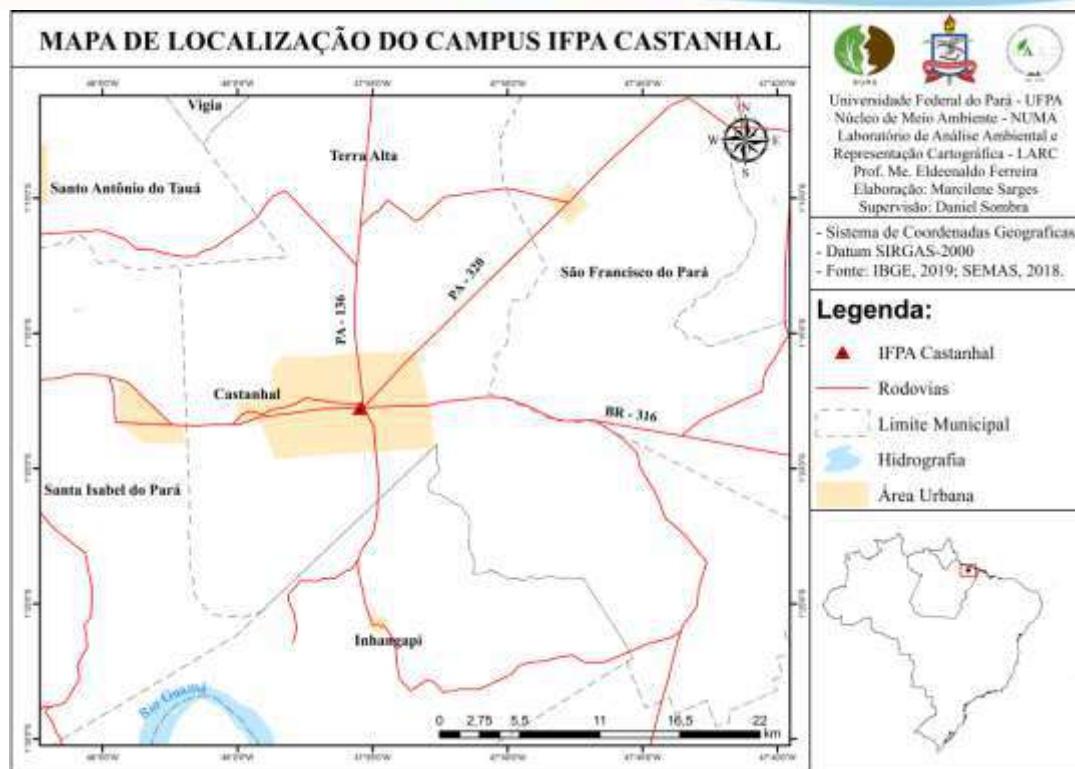 MAPA DE LOCALIZAÇÃO DO CAMPUS IFPA CASTANHAL
Universidade Federal do Pará - UFPA
Núcleo de Meio Ambiente - NUMA
Laboratório de Análise Ambiental e
Representação Cartográfica - LARC
Prof. Me. Eldeenaldo Ferreira
Elaboração: Marcilene Sarges
Supervisão: Daniel Sombra
- Sistema de Coordenadas Geograficas
- Datum SIRGAS-2000
- Fonte: IBGE, 2019; SEMAS, 2018.
Legenda:
IFPA Castanhal
Rodovias
Limite Municipal
Hidrografia
Área Urbana
Vigia
Terra Alta
Santo Antônio do Tauá
N
W
E
S
São Francisco do Pará
PA - 320
PA - 136
Castanhal
BR - 316
Santa Isabel do Pará
Inhangapi
Rio Guamá
0 2,75 5,5 11 16,5 22
km